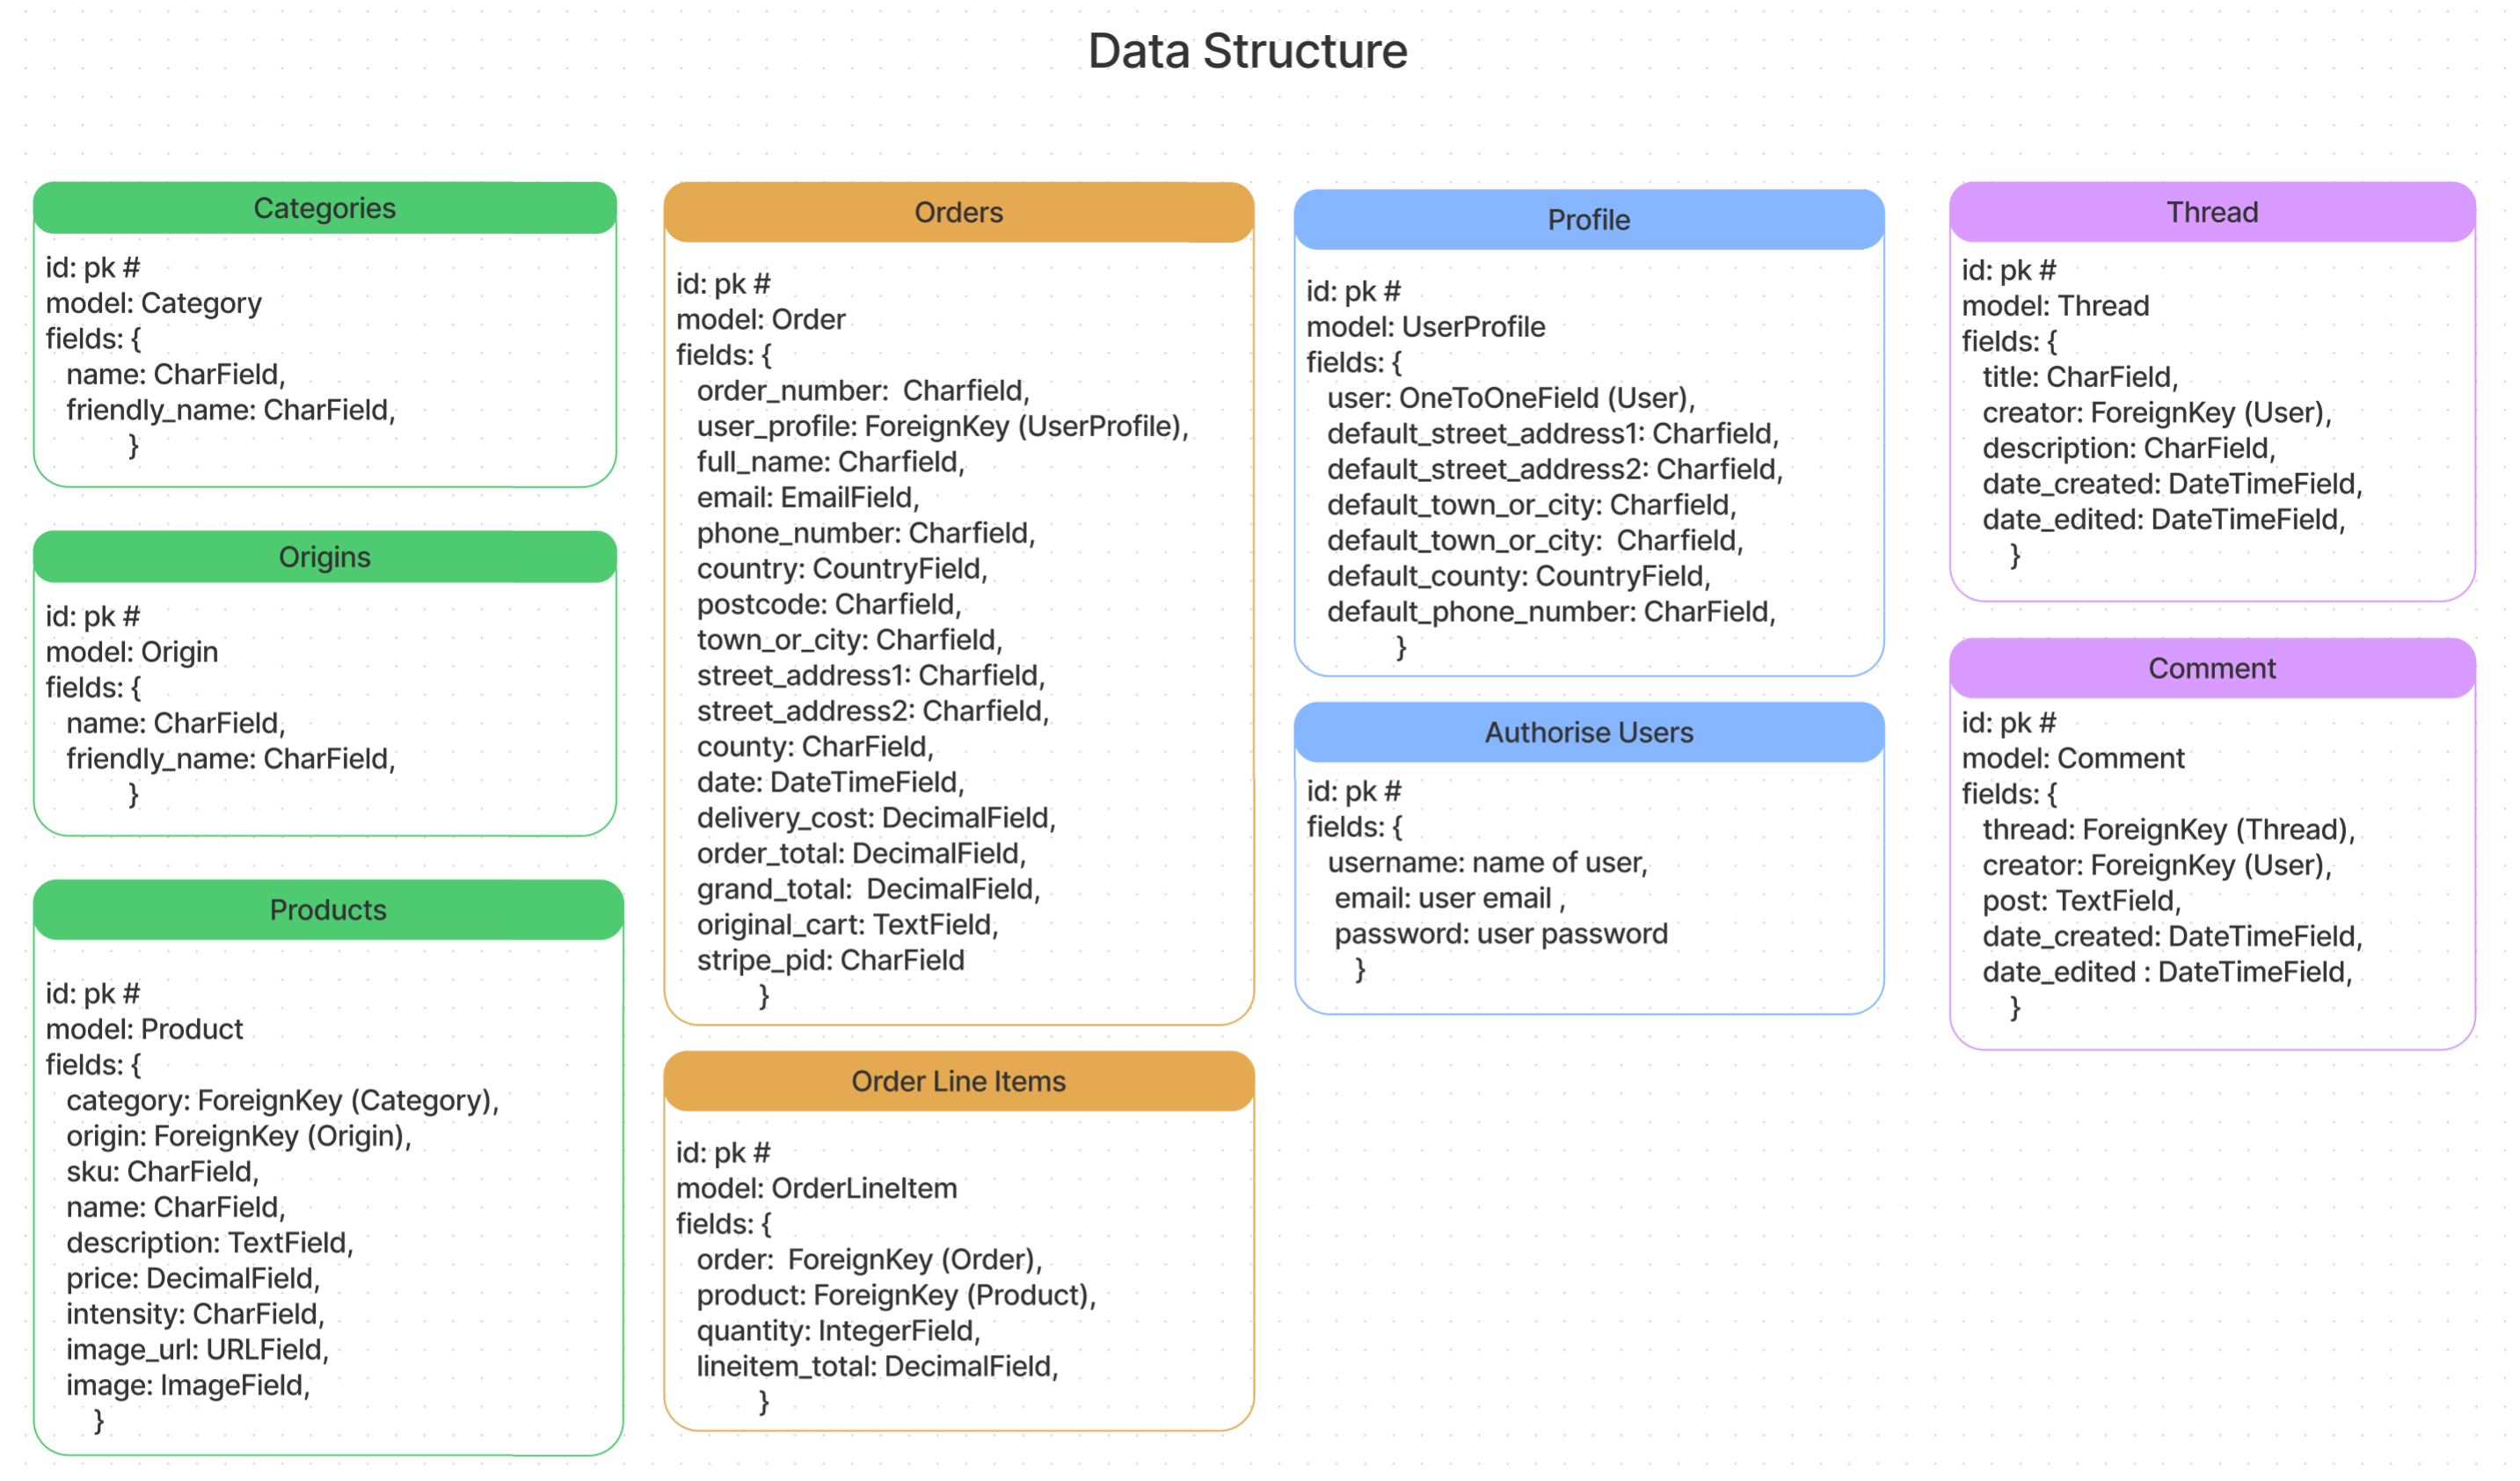 Data Structure
Categories
id: pk #
model: Category
fields: {
name: CharField,
friendly_name: CharField,
}
Origins
id: pk #
model: Origin
fields: {
name: CharField,
friendly_name: CharField,
}
Products
id: pk #
model: Product
fields: {
category: ForeignKey (Category),
origin: ForeignKey (Origin),
sku: CharField,
name: CharField,
description: TextField,
price: DecimalField,
intensity: CharField,
image_url: URLField,
image: ImageField,
}
Orders
id: pk #
model: Order
fields: {
order_number:  Charfield,
user_profile: ForeignKey (UserProfile),
full_name: Charfield,
email: EmailField,
phone_number: Charfield,
country: CountryField,
postcode: Charfield,
town_or_city: Charfield,
street_address1: Charfield,
street_address2: Charfield,
county: CharField,
date: DateTimeField,
delivery_cost: DecimalField,
order_total: DecimalField,
grand_total:  DecimalField,
original_cart: TextField,
stripe_pid: CharField
}
Order Line Items
id: pk #
model: OrderLineItem
fields: {
order:  ForeignKey (Order),
product: ForeignKey (Product),
quantity: IntegerField,
lineitem_total: DecimalField,
}
Profile
id: pk #
model: UserProfile
fields: {
user: OneToOneField (User),
default_street_address1: Charfield,
default_street_address2: Charfield,
default_town_or_city: Charfield,
default_town_or_city:  Charfield,
default_county: CountryField,
default_phone_number: CharField,
}
Authorise Users
id: pk #
fields: {
username: name of user,
email: user email ,
password: user password
}
Thread
id: pk #
model: Thread
fields: {
title: CharField,
creator: ForeignKey (User),
description: CharField,
date_created: DateTimeField,
date_edited: DateTimeField,
}
Comment
id: pk #
model: Comment
fields: {
thread: ForeignKey (Thread),
creator: ForeignKey (User),
post: TextField,
date_created: DateTimeField,
date_edited : DateTimeField,
}